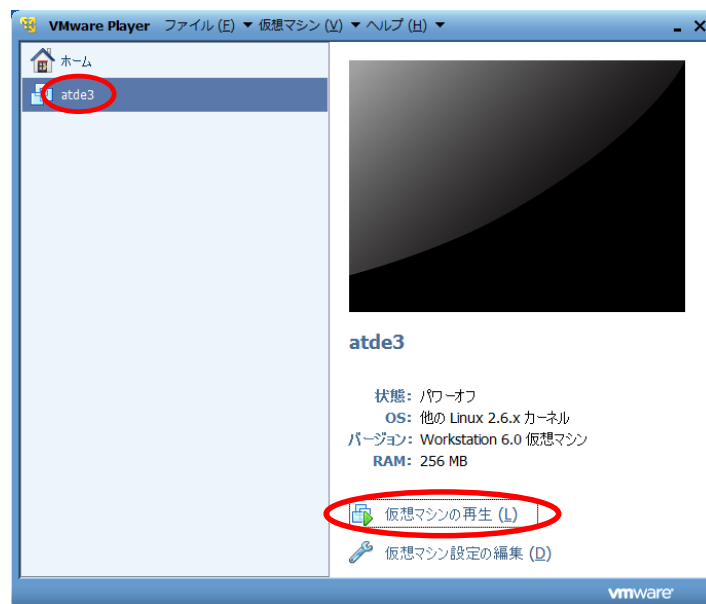 VMware Player ファイル (F) ▼ 仮想マシン (V) ▼ ヘルプ (H) ▼
ホーム
atde3
atde3
状態: パワーオフ
OS: 他の Linux 2.6.x カーネル
バージョン: Workstation 6.0 仮想マシン
RAM: 256 MB
仮想マシンの再生 (L)
仮想マシン設定の編集 (D)
vmware